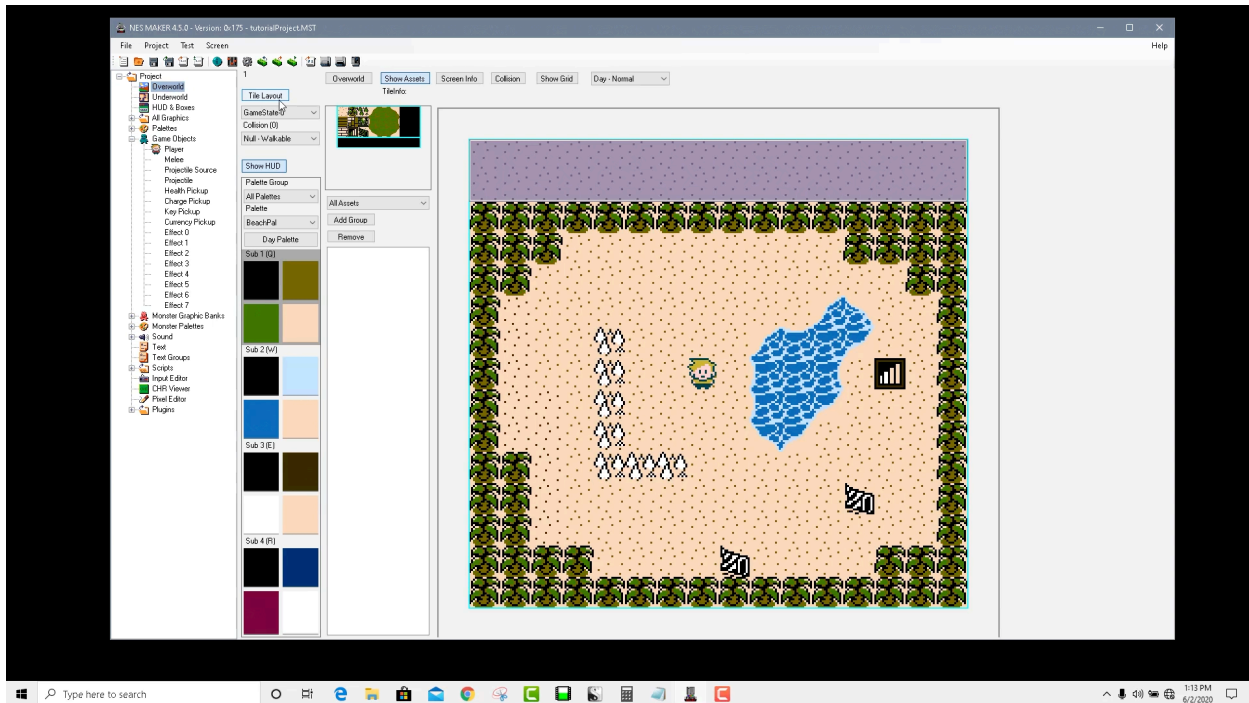 NES MAKER 4.5.0 - Version: 0x175 - tutorialProject.MST
File Project Test Screen Help
Project
Overworld
Underworld
HUD & Boxes
All Graphics
Palettes
Game Objects
Player
Melee
Projectile Source
Projectile
Health Pickup
Charge Pickup
Key Pickup
Currency Pickup
Effect 0
Effect 1
Effect 2
Effect 3
Effect 4
Effect 5
Effect 6
Effect 7
Monster Graphic Banks
Monster Palettes
Sound
Text
Text Groups
Scripts
Input Editor
CHR Viewer
Pixel Editor
Plugins
1
Tile Layout
GameState 0
Collision (0)
Null - Walkable
Show HUD
Palette Group
All Palettes
Palette
BeachPal
Day Palette
Sub 1 (Q)
Sub 2 (W)
Sub 3 (E)
Sub 4 (R)
Overworld Show Assets Screen Info Collision Show Grid Day - Normal
TileInfo:
All Assets
Add Group
Remove
Type here to search
1:13 PM
6/2/2020